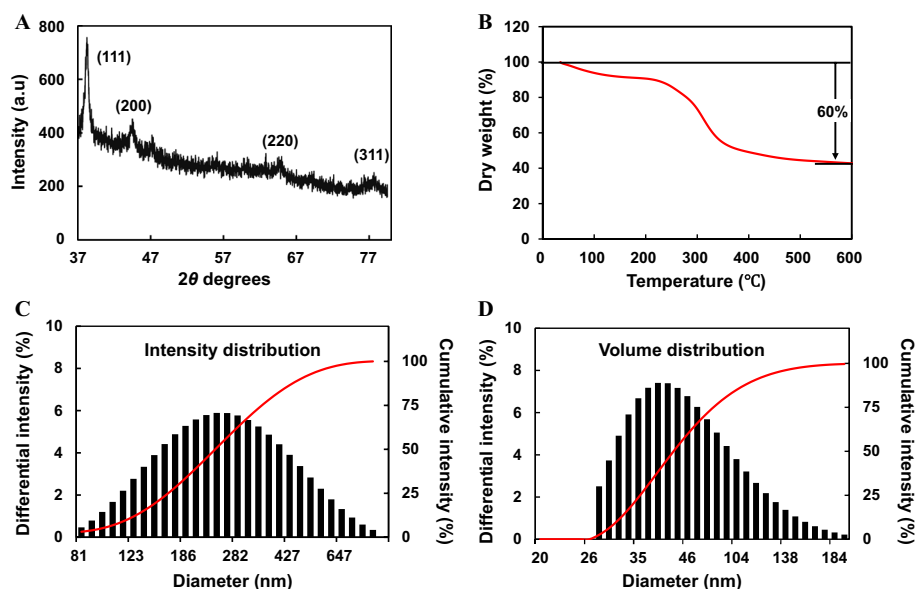 A
800
600
400
200
0
Intensity (a.u)
(111)
(200)
(220)
(311)
37 47 57 67 77
2θ degrees
B
120
100
80
60
40
20
0
Dry weight (%)
60%
0 100 200 300 400 500 600
Temperature (℃)
C
10
8
6
4
2
0
Differential intensity (%)
Intensity distribution
100
75
50
25
0
Cumulative intensity (%)
81 123 186 282 427 647
Diameter (nm)
D
10
8
6
4
2
0
Differential intensity (%)
Volume distribution
100
75
50
25
0
Cumulative intensity (%)
20 26 35 46 104 138 184
Diameter (nm)